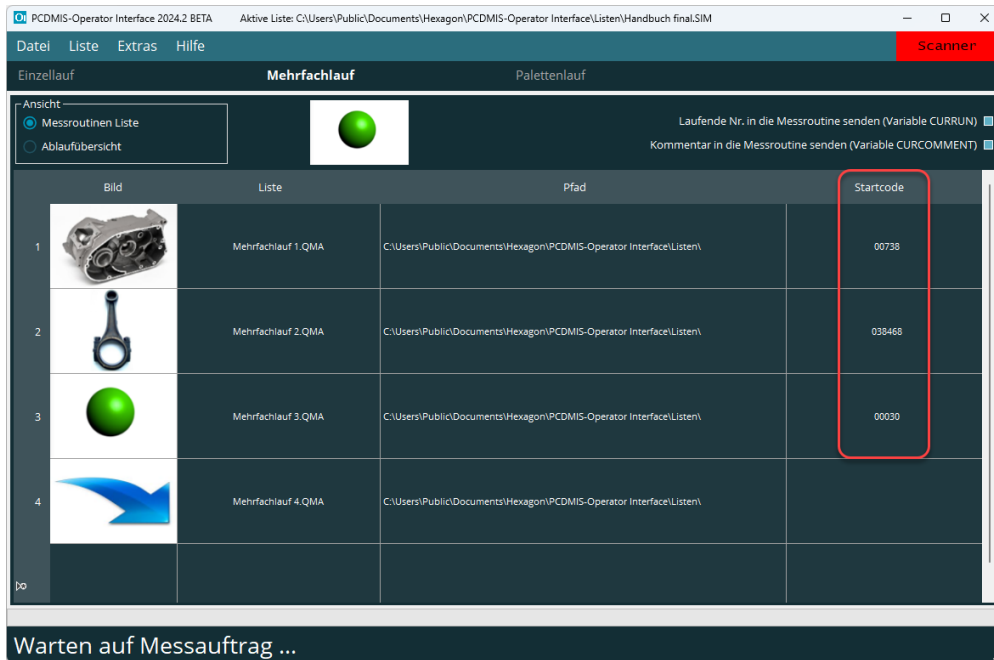 PCDMIS-Operator Interface 2024.2 BETA Aktive Liste: C:\Users\Public\Documents\Hexagon\PCDMIS-Operator Interface\Listen\Handbuch final.SIM
Datei Liste Extras Hilfe Scanner
Einzellauf Mehrfachlauf Palettenlauf
Ansicht
Messroutinen Liste
Ablaufübersicht
Laufende Nr. in die Messroutine senden (Variable CURRUN)
Kommentar in die Messroutine senden (Variable CURCOMMENT)
Bild Liste Pfad Startcode
1 Mehrfachlauf 1.QMA C:\Users\Public\Documents\Hexagon\PCDMIS-Operator Interface\Listen\ 00738
2 Mehrfachlauf 2.QMA C:\Users\Public\Documents\Hexagon\PCDMIS-Operator Interface\Listen\ 038468
3 Mehrfachlauf 3.QMA C:\Users\Public\Documents\Hexagon\PCDMIS-Operator Interface\Listen\ 00030
4 Mehrfachlauf 4.QMA C:\Users\Public\Documents\Hexagon\PCDMIS-Operator Interface\Listen\
Warten auf Messauftrag ...